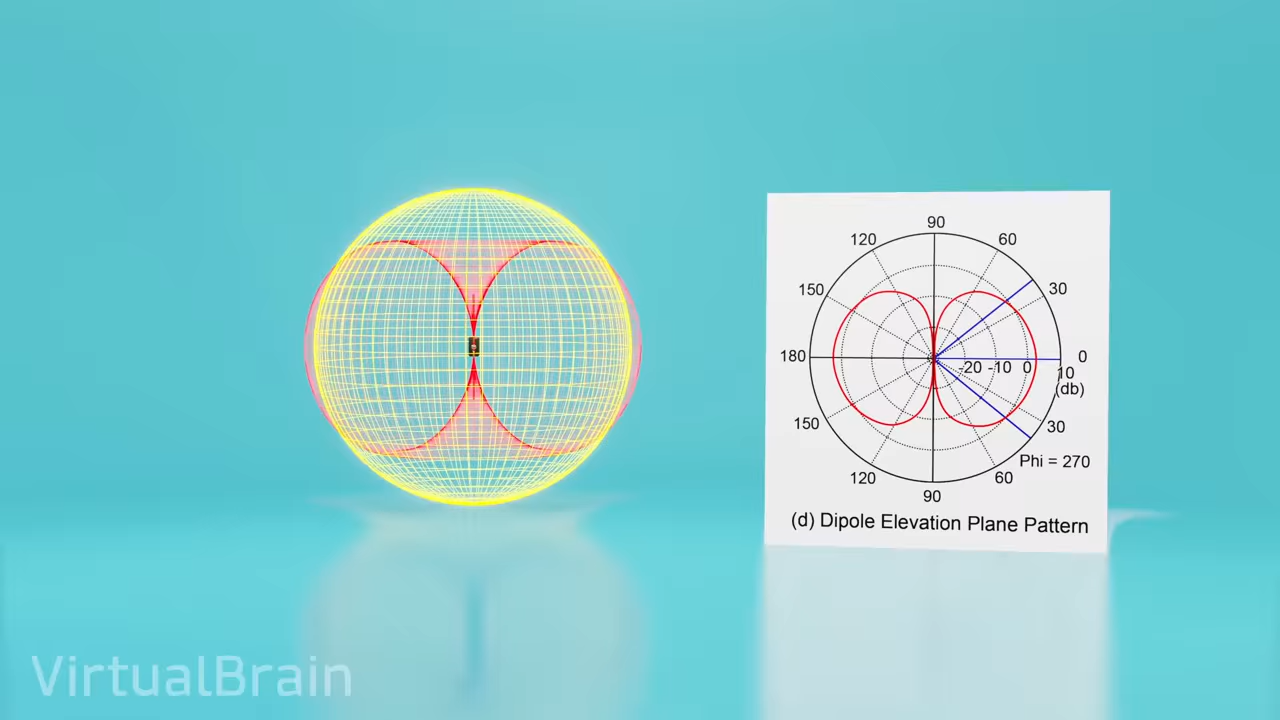 90
120
60
150
30
180
-20 -10 0
0
10
(db)
150
30
Phi = 270
120
60
90
(d) Dipole Elevation Plane Pattern
VirtualBrain